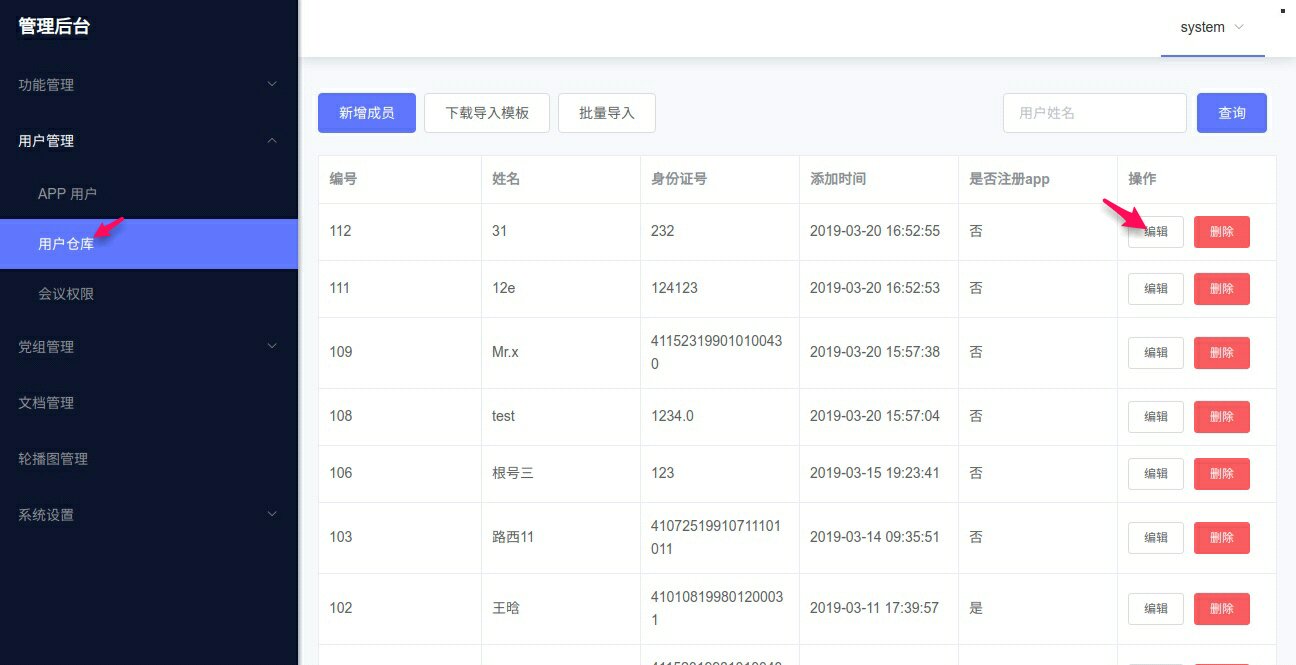 管理后台
system
功能管理
用户管理
APP 用户
用户仓库
会议权限
党组管理
文档管理
轮播图管理
系统设置
新增成员 下载导入模板 批量导入 用户姓名 查询
编号 姓名 身份证号 添加时间 是否注册app 操作
112 31 232 2019-03-20 16:52:55 否 编辑 删除
111 12e 124123 2019-03-20 16:52:53 否 编辑 删除
109 Mr.x 41152319901010043 2019-03-20 15:57:38 否 编辑 删除
0
108 test 1234.0 2019-03-20 15:57:04 否 编辑 删除
106 根号三 123 2019-03-15 19:23:41 否 编辑 删除
103 路西11 41072519910711101 2019-03-14 09:35:51 否 编辑 删除
011
102 王晗 41010819980120003 2019-03-11 17:39:57 是 编辑 删除
1